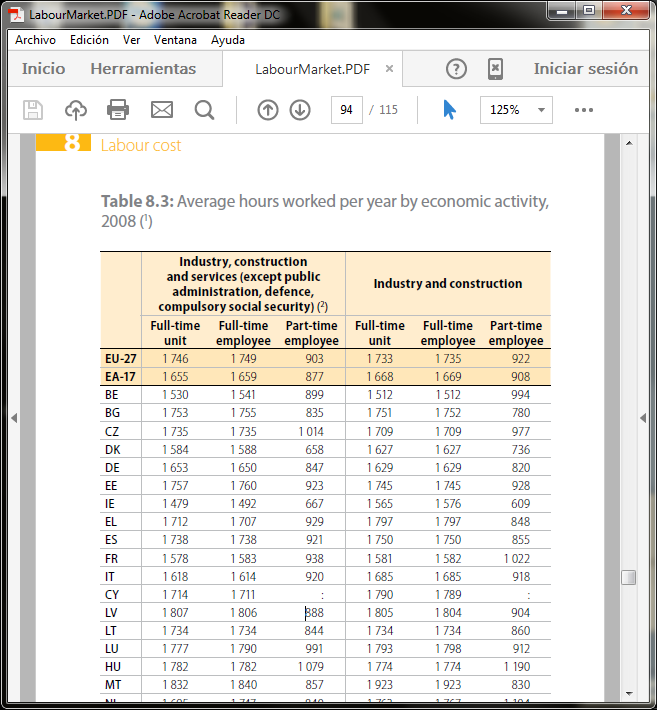 LabourMarket.PDF - Adobe Acrobat Reader DC
Archivo Edición Ver Ventana Ayuda
Inicio Herramientas LabourMarket.PDF × ? Iniciar sesión
94 / 115 125%
8 Labour cost
Table 8.3: Average hours worked per year by economic activity,
2008 (¹)
Industry, construction
and services (except public
administration, defence,
compulsory social security) (²)
Industry and construction
Full-time unit Full-time employee Part-time employee Full-time unit Full-time employee Part-time employee
EU-27 1 746 1 749 903 1 733 1 735 922
EA-17 1 655 1 659 877 1 668 1 669 908
BE 1 530 1 541 899 1 512 1 512 994
BG 1 753 1 755 835 1 751 1 752 780
CZ 1 735 1 735 1 014 1 709 1 709 977
DK 1 584 1 588 658 1 627 1 627 736
DE 1 653 1 650 847 1 629 1 629 820
EE 1 757 1 760 923 1 745 1 745 928
IE 1 479 1 492 667 1 565 1 576 609
EL 1 712 1 707 929 1 797 1 797 848
ES 1 738 1 738 921 1 750 1 750 855
FR 1 578 1 583 938 1 581 1 582 1 022
IT 1 618 1 614 920 1 685 1 685 918
CY 1 714 1 711 : 1 790 1 789 :
LV 1 807 1 806 888 1 805 1 804 904
LT 1 734 1 734 844 1 734 1 734 860
LU 1 777 1 790 991 1 793 1 798 912
HU 1 782 1 782 1 079 1 774 1 774 1 190
MT 1 832 1 840 857 1 923 1 923 830